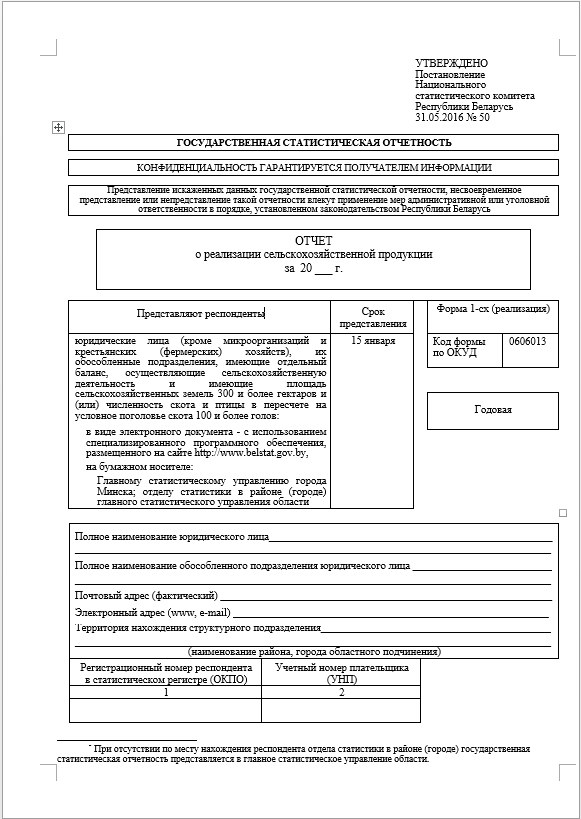 УТВЕРЖДЕНО
Постановление
Национального
статистического комитета
Республики Беларусь
31.05.2016 № 50
ГОСУДАРСТВЕННАЯ СТАТИСТИЧЕСКАЯ ОТЧЕТНОСТЬ
КОНФИДЕНЦИАЛЬНОСТЬ ГАРАНТИРУЕТСЯ ПОЛУЧАТЕЛЕМ ИНФОРМАЦИИ
Представление искаженных данных государственной статистической отчетности, несвоевременное
представление или непредставление такой отчетности влекут применение мер административной или уголовной
ответственности в порядке, установленном законодательством Республики Беларусь
ОТЧЕТ
о реализации сельскохозяйственной продукции
за 20 ___ г.
Представляют респонденты
Срок
представления
юридические лица (кроме микроорганизаций и
крестьянских (фермерских) хозяйств), их
обособленные подразделения, имеющие отдельный
баланс, осуществляющие сельскохозяйственную
деятельность и имеющие площадь
сельскохозяйственных земель 300 и более гектаров и
(или) численность скота и птицы в пересчете на
условное поголовье скота 100 и более голов:
в виде электронного документа - с использованием
специализированного программного обеспечения,
размещенного на сайте http://www.belstat.gov.by,
на бумажном носителе:
Главному статистическому управлению города
Минска; отделу статистики в районе (городе)
главного статистического управления области
15 января
Форма 1-сх (реализация)
Код формы
по ОКУД
0606013
Годовая
Полное наименование юридического лица
Полное наименование обособленного подразделения юридического лица
Почтовый адрес (фактический)
Электронный адрес (www, e-mail)
Территория нахождения структурного подразделения
(наименование района, города областного подчинения)
Регистрационный номер респондента
в статистическом регистре (ОКПО)
Учетный номер плательщика
(УНП)
1
2
* При отсутствии по месту нахождения респондента отдела статистики в районе (городе) государственная
статистическая отчетность представляется в главное статистическое управление области.